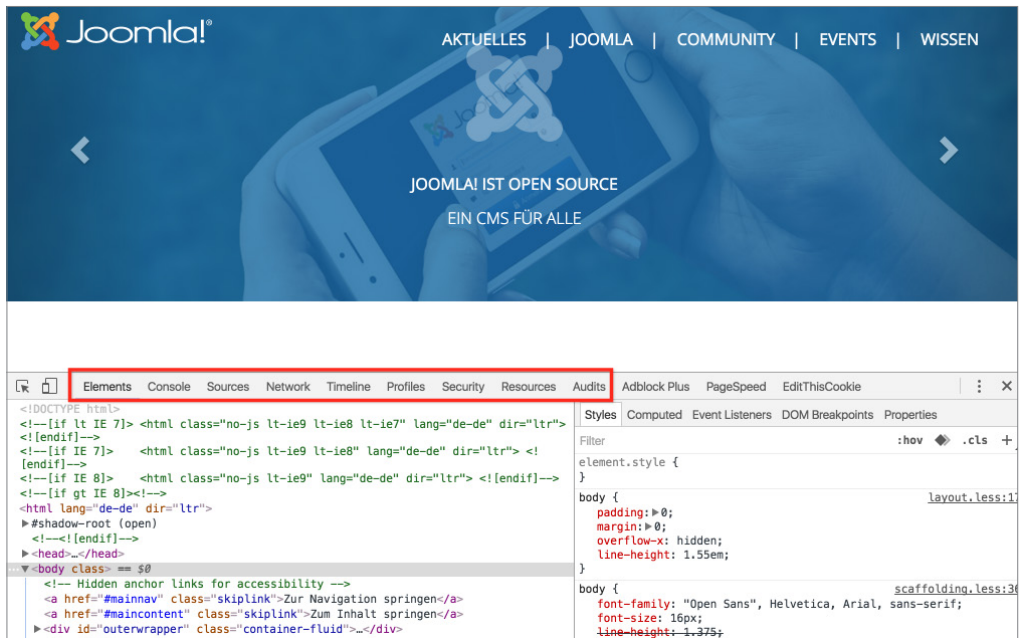 Joomla!®
AKTUELLES | JOOMLA | COMMUNITY | EVENTS | WISSEN
Joomla!
JOOMLA! IST OPEN SOURCE
EIN CMS FÜR ALLE
Elements Console Sources Network Timeline Profiles Security Resources Audits Adblock Plus PageSpeed EditThisCookie
<!DOCTYPE html>
<!--[if lt IE 7]> <html class="no-js lt-ie9 lt-ie8 lt-ie7" lang="de-de" dir="ltr">
<![endif]-->
<!--[if IE 7]>    <html class="no-js lt-ie9 lt-ie8" lang="de-de" dir="ltr"> <!
[endif]-->
<!--[if IE 8]>    <html class="no-js lt-ie9" lang="de-de" dir="ltr"> <![endif]-->
<!--[if gt IE 8]><!-->
<html lang="de-de" dir="ltr">
▶#shadow-root (open)
<!--<![endif]-->
▶<head>…</head>
…▼<body class> == $0
<!-- Hidden anchor links for accessibility -->
<a href="#mainnav" class="skiplink">Zur Navigation springen</a>
<a href="#maincontent" class="skiplink">Zum Inhalt springen</a>
▶<div id="outerwrapper" class="container-fluid">…</div>
Styles Computed Event Listeners DOM Breakpoints Properties
Filter :hov .cls +
element.style {
}
body { layout.less:17
padding:▶0;
margin:▶0;
overflow-x: hidden;
line-height: 1.55em;
}
body { scaffolding.less:36
font-family: "Open Sans", Helvetica, Arial, sans-serif;
font-size: 16px;
line-height: 1.375;